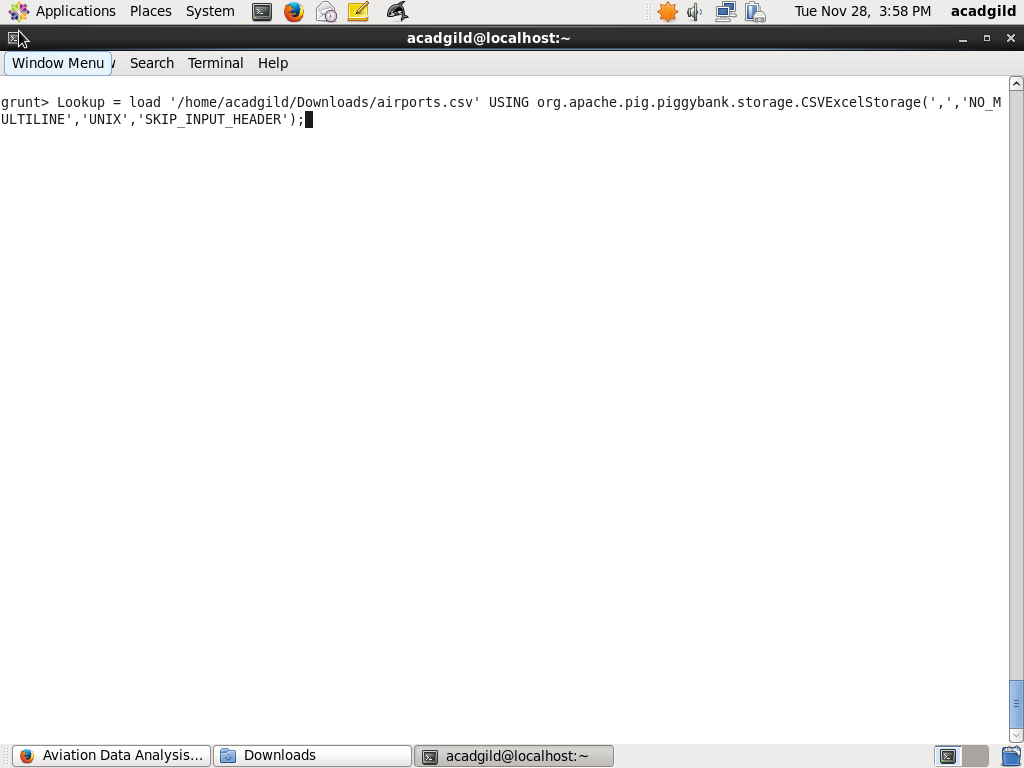 Applications Places System Tue Nov 28, 3:58 PM acadgild
acadgild@localhost:~
Window Menu Search Terminal Help
grunt> Lookup = load '/home/acadgild/Downloads/airports.csv' USING org.apache.pig.piggybank.storage.CSVExcelStorage(',','NO_M
ULTILINE','UNIX','SKIP_INPUT_HEADER');
Aviation Data Analysis... Downloads acadgild@localhost:~